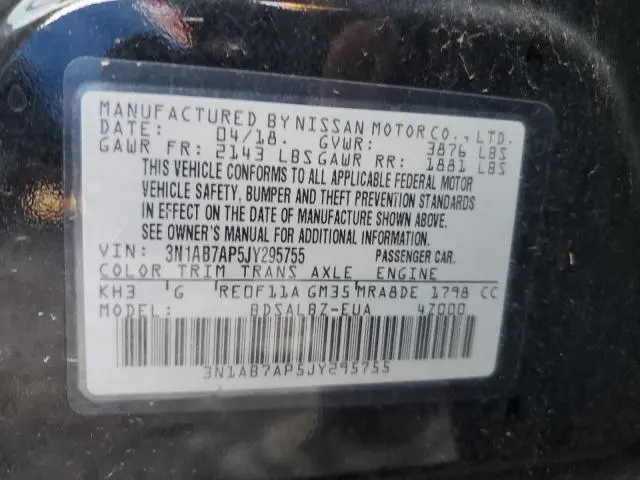 MANUFACTURED BY NISSAN MOTOR CO., LTD.
DATE: 04/18. GVWR: 3876 LBS
GAWR FR: 2143 LBS GAWR RR: 1881 LBS
THIS VEHICLE CONFORMS TO ALL APPLICABLE FEDERAL MOTOR
VEHICLE SAFETY, BUMPER AND THEFT PREVENTION STANDARDS
IN EFFECT ON THE DATE OF MANUFACTURE SHOWN ABOVE.
SEE OWNER'S MANUAL FOR ADDITIONAL INFORMATION.
VIN: 3N1AB7AP5JY295755 PASSENGER CAR.
COLOR TRIM TRANS AXLE ENGINE
KH3 G RE0F11A GM35 MRA8DE 1798 CC
MODEL: BDSALBZ-EUA 4Z000
3N1AB7AP5JY295755